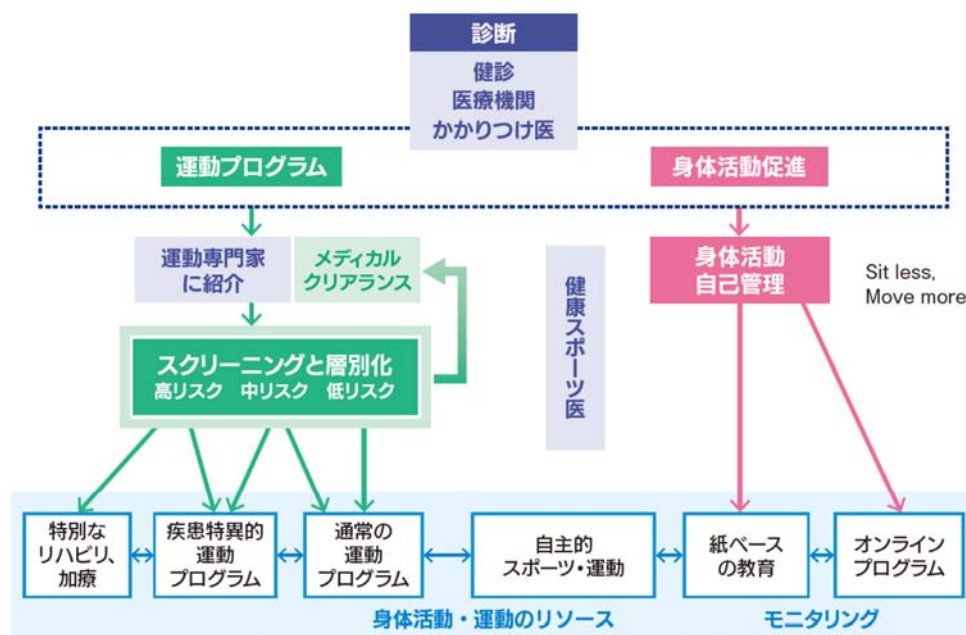 診断
健診
医療機関
かかりつけ医
運動プログラム
身体活動促進
運動専門家
に紹介
メディカル
クリアランス
健康スポーツ医
身体活動
自己管理
Sit less,
Move more
スクリーニングと層別化
高リスク 中リスク 低リスク
特別な
リハビリ、
加療
疾患特異的
運動
プログラム
通常の
運動
プログラム
自主的
スポーツ・運動
紙ベース
の教育
オンライン
プログラム
身体活動・運動のリソース
モニタリング